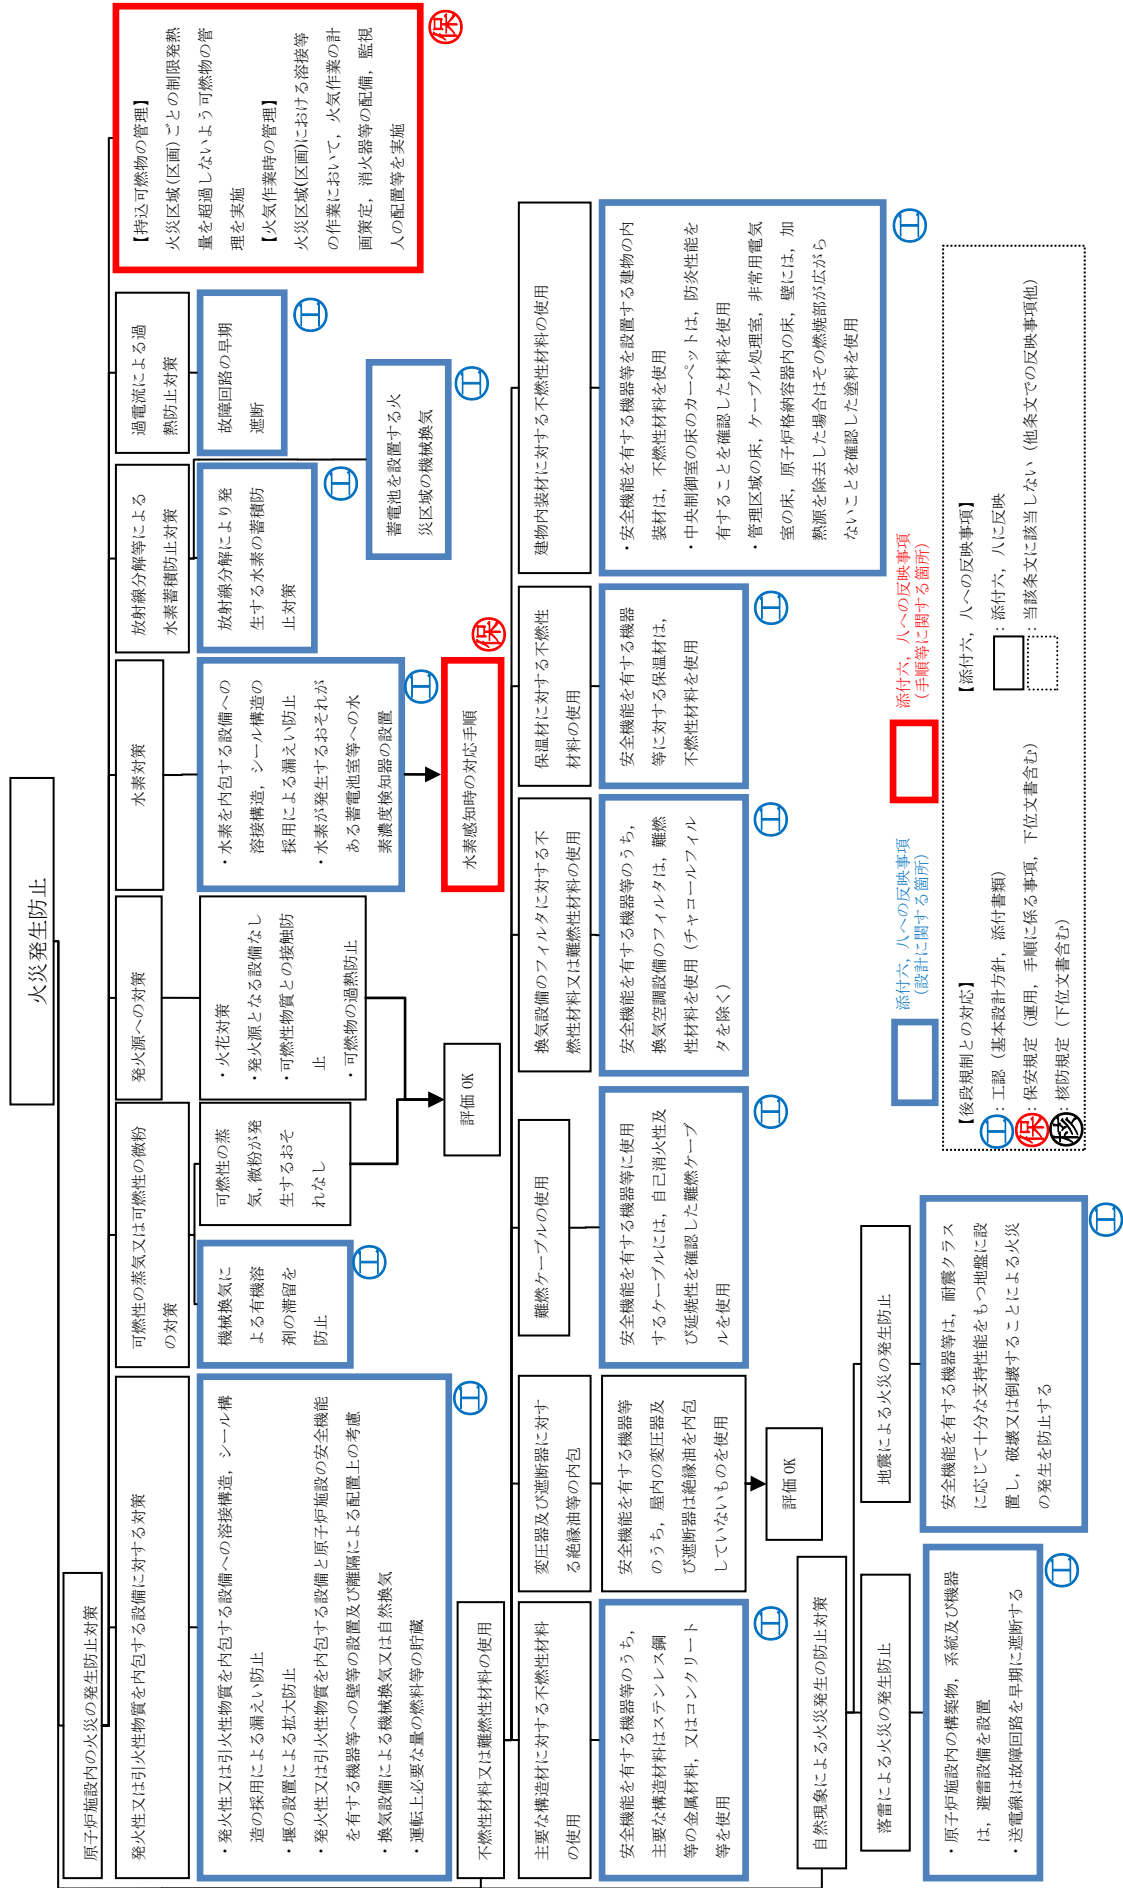 火災発生防止
原子炉施設内の火災の発生防止対策
発火性又は引火性物質を内包する設備に対する対策
・発火性又は引火性物質を内包する設備への溶接構造，シール構
造の採用による漏えい防止
・堰の設置による拡大防止
・発火性又は引火性物質を内包する設備と原子炉施設の安全機能
を有する機器等への壁等の設置及び離隔による配置上の考慮
・換気設備による機械換気又は自然換気
・運転上必要な量の燃料等の貯蔵
工
可燃性の蒸気又は可燃性の微粉
の対策
機械換気に
よる有機溶
剤の滞留を
防止
工
可燃性の蒸
気，微粉が発
生するおそ
れなし
発火源への対策
・火花対策
・発火源となる設備なし
・可燃性物質との接触防
止
・可燃物の過熱防止
評価 OK
水素対策
・水素を内包する設備への
溶接構造，シール構造の
採用による漏えい防止
・水素が発生するおそれが
ある蓄電池室等への水
素濃度検知器の設置
工
水素感知時の対応手順
保
放射線分解等による
水素蓄積防止対策
放射線分解により発
生する水素の蓄積防
止対策
工
蓄電池を設置する火
災区域の機械換気
工
過電流による過
熱防止対策
故障回路の早期
遮断
工
【持込可燃物の管理】
火災区域(区画)ごとの制限発熱
量を超過しないよう可燃物の管
理を実施
【火気作業時の管理】
火災区域(区画)における溶接等
の作業において，火気作業の計
画策定，消火器等の配備，監視
人の配置等を実施
保
不燃性材料又は難燃性材料の使用
主要な構造材に対する不燃性材料
の使用
安全機能を有する機器等のうち，
主要な構造材料はステンレス鋼
等の金属材料，又はコンクリート
等を使用
工
変圧器及び遮断器に対す
る絶縁油等の内包
安全機能を有する機器等
のうち，屋内の変圧器及
び遮断器は絶縁油を内包
していないものを使用
評価 OK
難燃ケーブルの使用
安全機能を有する機器等に使用
するケーブルには，自己消火性及
び延焼性を確認した難燃ケーブ
ルを使用
工
換気設備のフィルタに対する不
燃性材料又は難燃性材料の使用
安全機能を有する機器等のうち，
換気空調設備のフィルタは，難燃
性材料を使用（チャコールフィル
タを除く）
工
保温材に対する不燃性
材料の使用
安全機能を有する機器
等に対する保温材は，
不燃性材料を使用
工
建物内装材に対する不燃性材料の使用
・安全機能を有する機器等を設置する建物の内
装材は，不燃性材料を使用
・中央制御室の床のカーペットは，防炎性能を
有することを確認した材料を使用
・管理区域の床，ケーブル処理室，非常用電気
室の床，原子炉格納容器内の床，壁には，加
熱源を除去した場合はその燃焼部が広がら
ないことを確認した塗料を使用
工
自然現象による火災発生の防止対策
落雷による火災の発生防止
・原子炉施設内の構築物，系統及び機器
は，避雷設備を設置
・送電線は故障回路を早期に遮断する
工
地震による火災の発生防止
安全機能を有する機器等は，耐震クラス
に応じて十分な支持性能をもつ地盤に設
置し，破壊又は倒壊することによる火災
の発生を防止する
工
添付六，八への反映事項
（設計に関する箇所）
添付六，八への反映事項
（手順等に関する箇所）
【後段規制との対応】
工：工認（基本設計方針，添付書類）
保：保安規定（運用，手順に係る事項，下位文書含む）
核：核防規定（下位文書含む）
【添付六，八への反映事項】
：添付六，八に反映
：当該条文に該当しない（他条文での反映事項他）